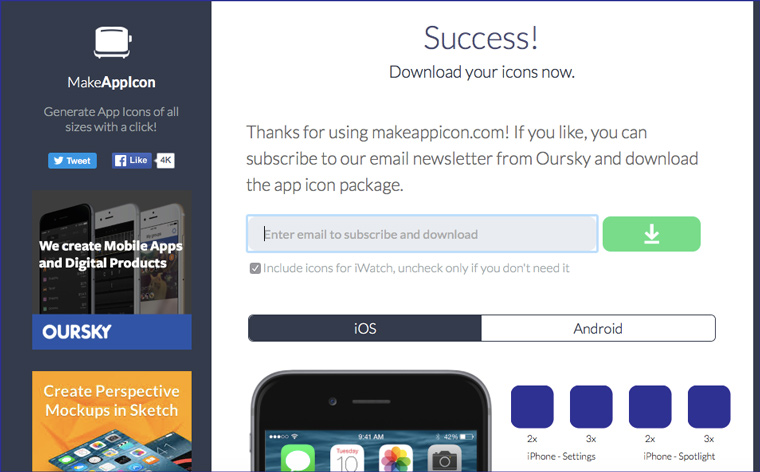 MakeAppIcon
Generate App Icons of all
sizes with a click!
Tweet
Like
4K
We create Mobile Apps
and Digital Products
OURSKY
Create Perspective
Mockups in Sketch
Success!
Download your icons now.
Thanks for using makeappicon.com! If you like, you can
subscribe to our email newsletter from Oursky and download
the app icon package.
Enter email to subscribe and download
Include icons for iWatch, uncheck only if you don't need it
iOS
Android
9:41 AM
42%
Tuesday
10
2x
3x
2x
3x
iPhone - Settings
iPhone - Spotlight